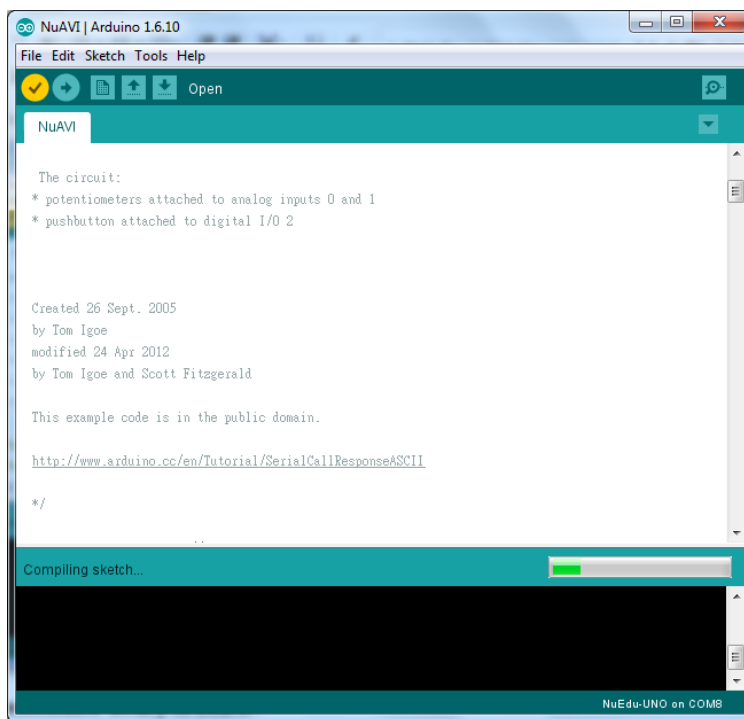 NuAVI | Arduino 1.6.10
File Edit Sketch Tools Help
Open
NuAVI
The circuit:
* potentiometers attached to analog inputs 0 and 1
* pushbutton attached to digital I/O 2
Created 26 Sept. 2005
by Tom Igoe
modified 24 Apr 2012
by Tom Igoe and Scott Fitzgerald
This example code is in the public domain.
http://www.arduino.cc/en/Tutorial/SerialCallResponseASCII
*/
Compiling sketch...
NuEdu-UNO on COM8